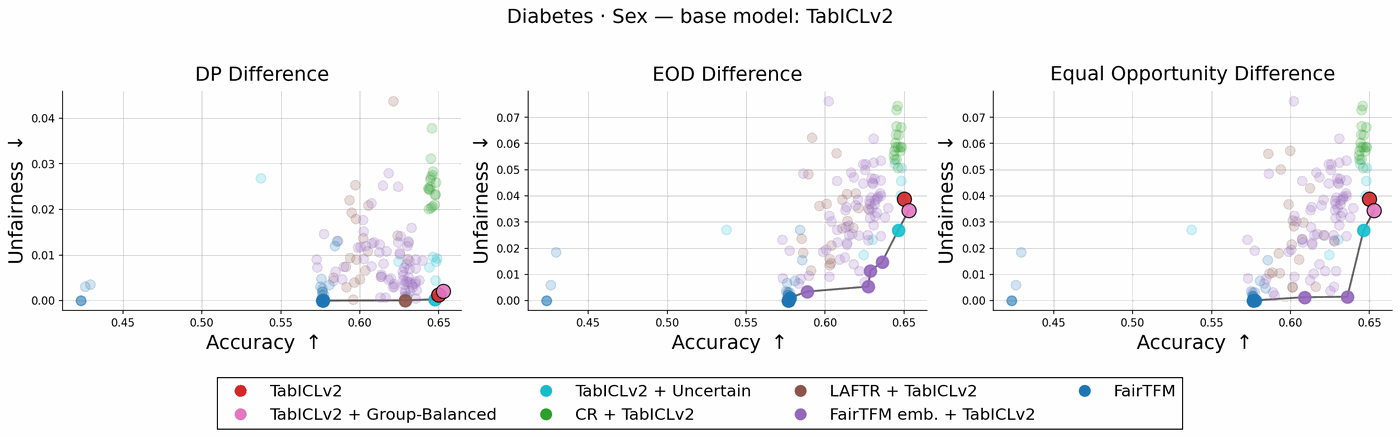 Diabetes · Sex — base model: TabICLv2
DP Difference
EOD Difference
Equal Opportunity Difference
Unfairness ↓
0.04
0.03
0.02
0.01
0.00
0.45
0.50
0.55
0.60
0.65
Accuracy ↑
Unfairness ↓
0.07
0.06
0.05
0.04
0.03
0.02
0.01
0.00
0.45
0.50
0.55
0.60
0.65
Accuracy ↑
Unfairness ↓
0.07
0.06
0.05
0.04
0.03
0.02
0.01
0.00
0.45
0.50
0.55
0.60
0.65
Accuracy ↑
TabICLv2
TabICLv2 + Group-Balanced
TabICLv2 + Uncertain
CR + TabICLv2
LAFTR + TabICLv2
FairTFM emb. + TabICLv2
FairTFM